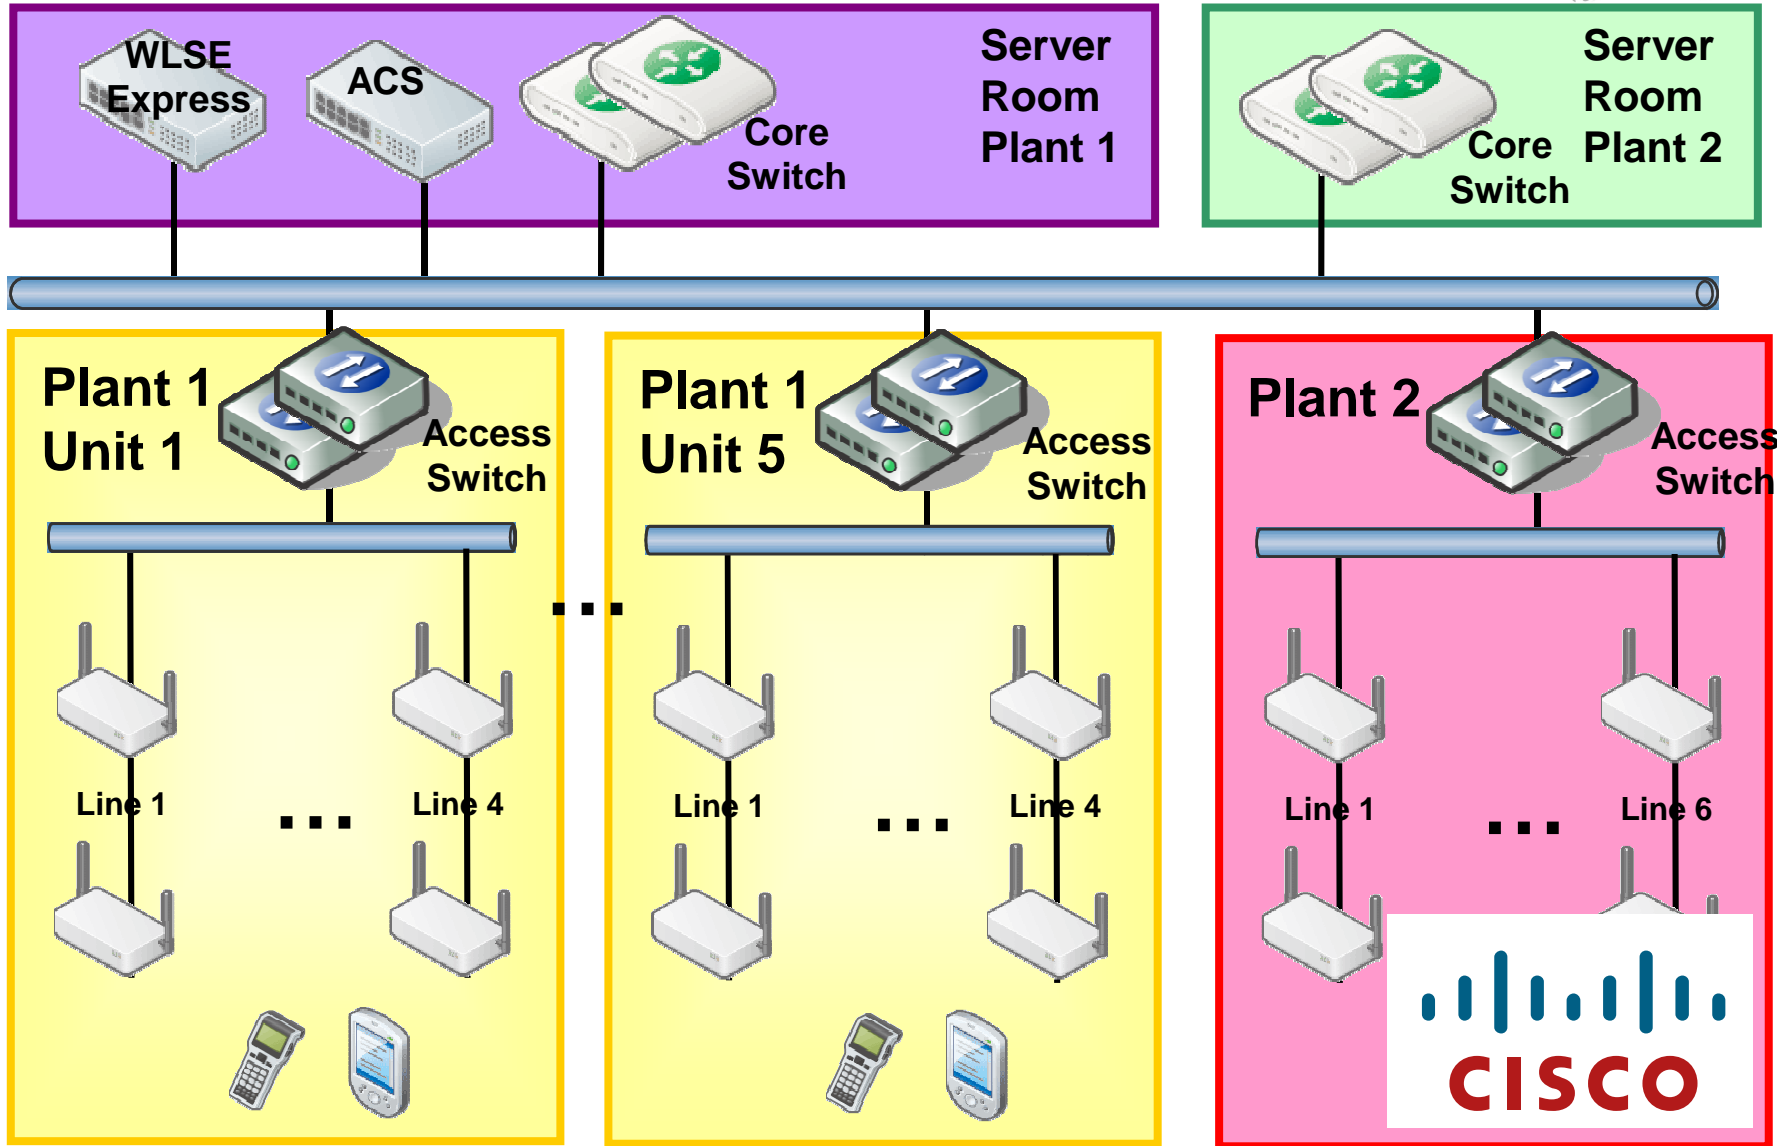 WLSE
Express
ACS
Core
Switch
Server
Room
Plant 1
Core
Switch
Server
Room
Plant 2
Plant 1
Unit 1
Access
Switch
Line 1
...
Line 4
...
Plant 1
Unit 5
Access
Switch
Line 1
...
Line 4
Plant 2
Access
Switch
Line 1
...
Line 6
CISCO